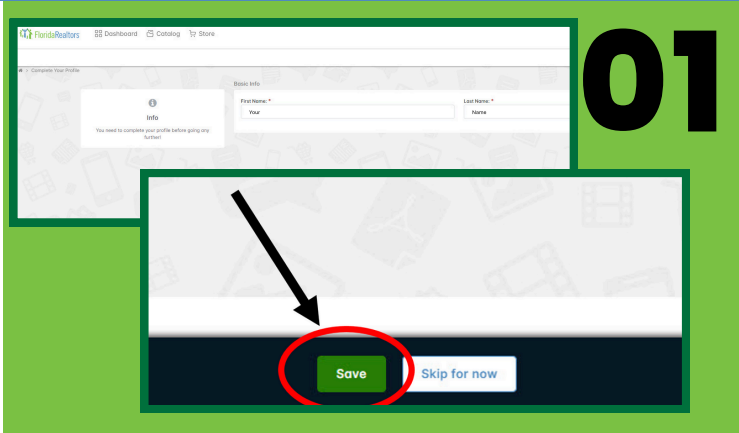 FloridaRealtors Dashboard Catalog Store
01
> Complete Your Profile
Basic Info
Info
You need to complete your profile before going any
further!
First Name: *
Last Name: *
Your
Name
Save
Skip for now